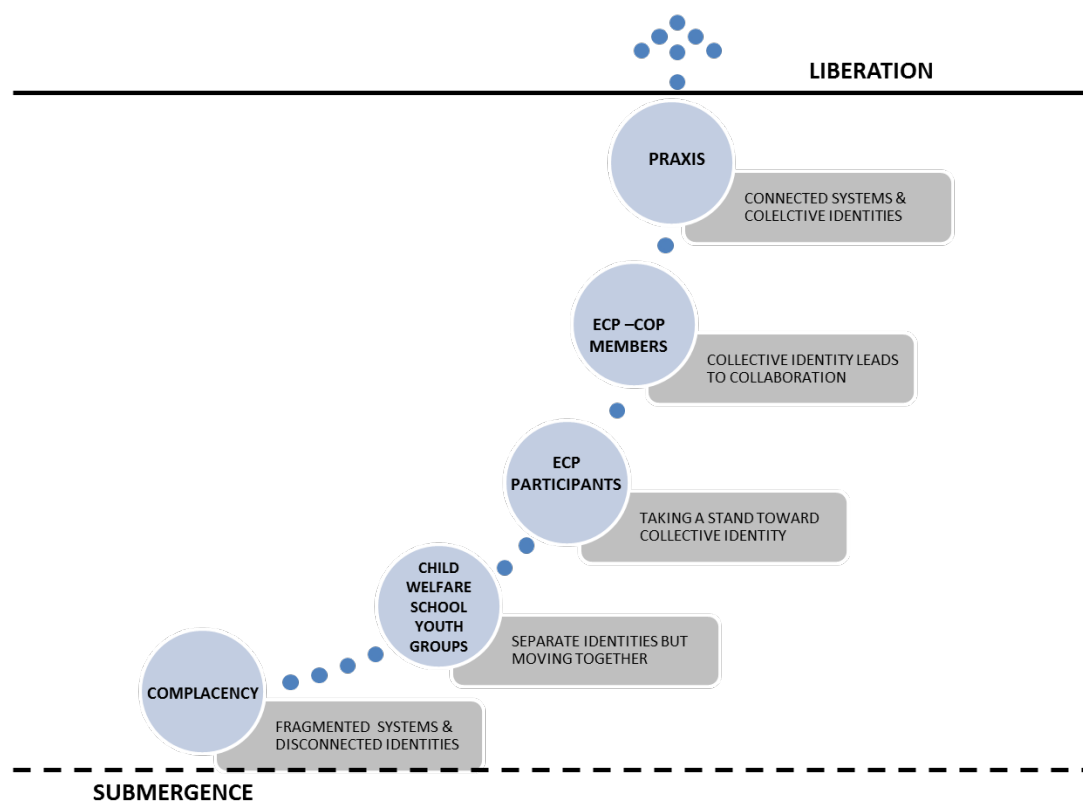 LIBERATION
PRAXIS
CONNECTED SYSTEMS &
COLELCTIVE IDENTITIES
ECP –COP
MEMBERS
COLLECTIVE IDENTITY LEADS
TO COLLABORATION
ECP
PARTICIPANTS
TAKING A STAND TOWARD
COLLECTIVE IDENTITY
CHILD
WELFARE
SCHOOL
YOUTH
GROUPS
SEPARATE IDENTITIES BUT
MOVING TOGETHER
COMPLACENCY
FRAGMENTED  SYSTEMS &
DISCONNECTED IDENTITIES
SUBMERGENCE